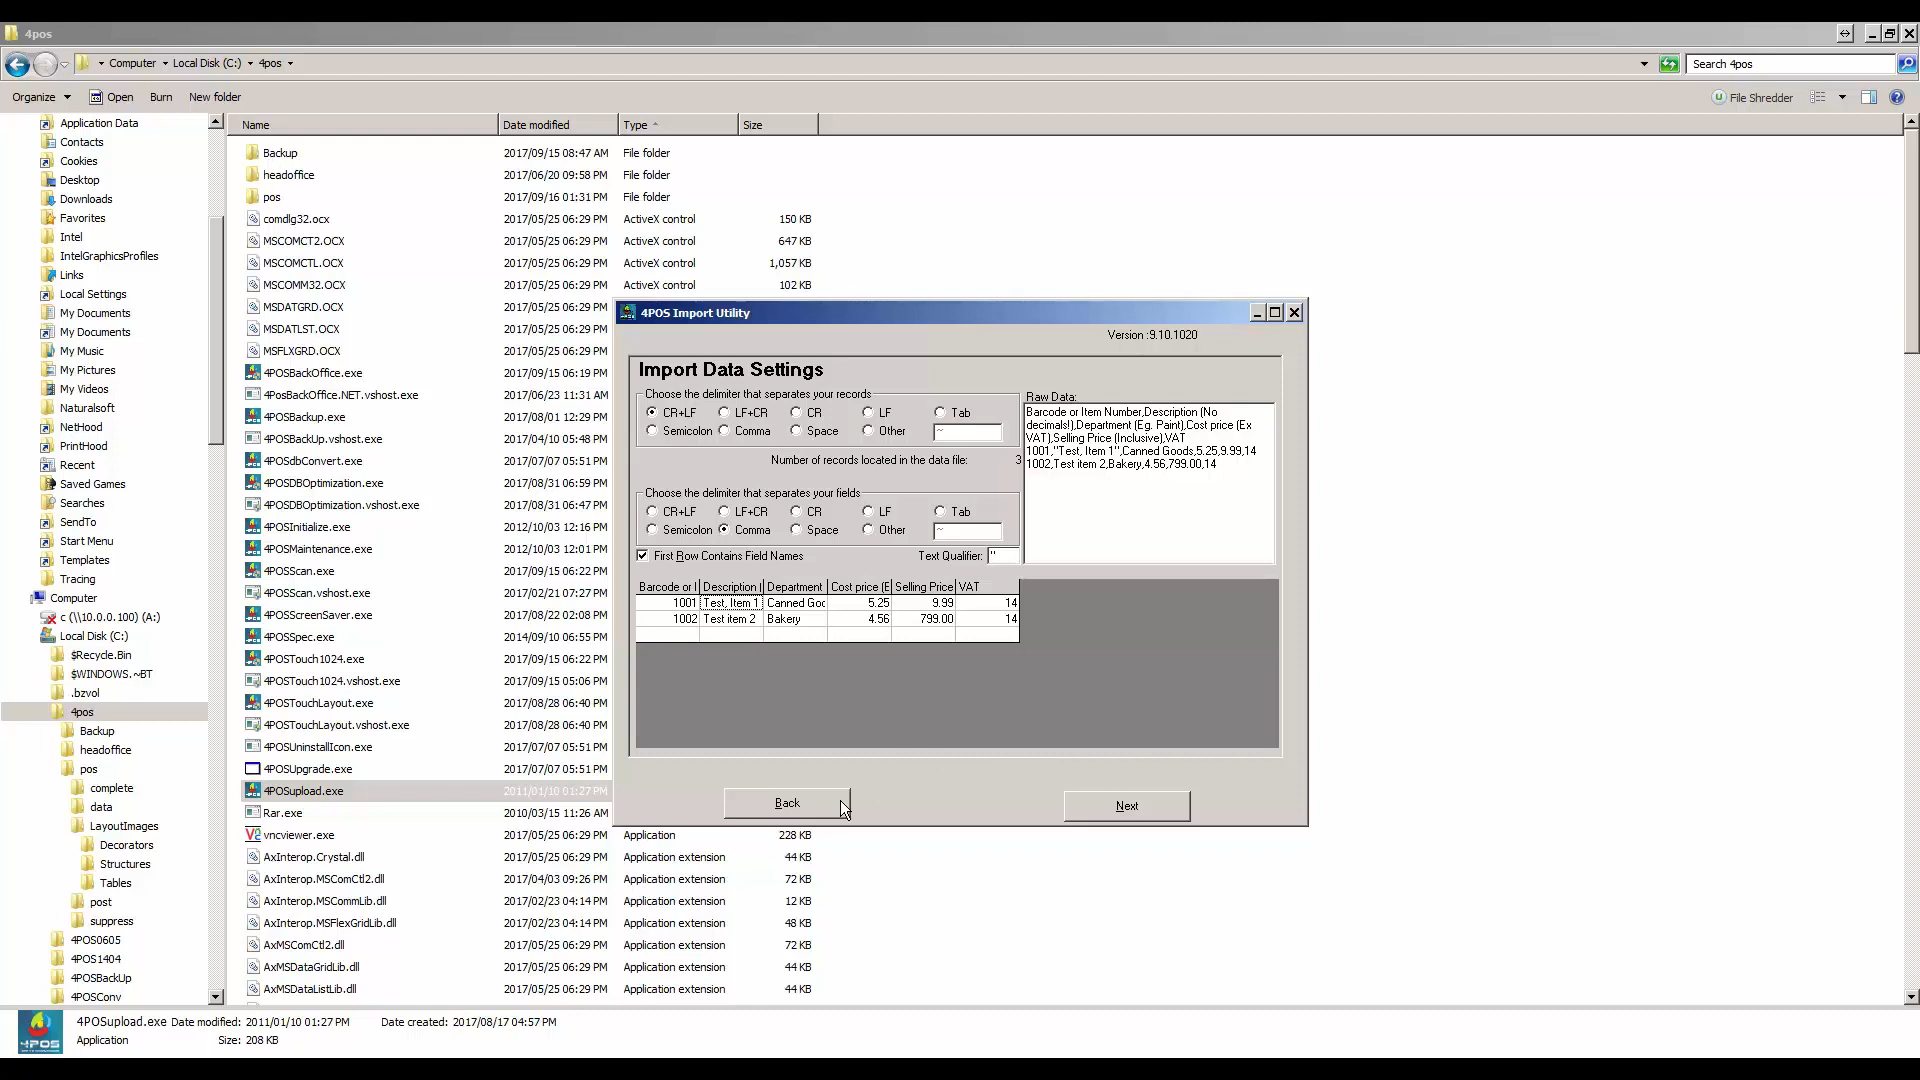 4pos
Computer Local Disk (C:) 4pos
Search 4pos
Organize Open Burn New folder
File Shredder
Application Data
Contacts
Cookies
Desktop
Downloads
Favorites
Intel
IntelGraphicsProfiles
Links
Local Settings
My Documents
My Documents
My Music
My Pictures
My Videos
Naturalsoft
NetHood
PrintHood
Recent
Saved Games
Searches
SendTo
Start Menu
Templates
Tracing
Computer
c (\\10.0.0.100) (A:)
Local Disk (C:)
$Recycle.Bin
$WINDOWS.~BT
.bzvol
4pos
Backup
headoffice
pos
complete
data
LayoutImages
Decorators
Structures
Tables
post
suppress
4POS0605
4POS1404
4POSBackUp
4POSConv
Name Date modified Type Size
Backup 2017/09/15 08:47 AM File folder
headoffice 2017/06/20 09:58 PM File folder
pos 2017/09/16 01:31 PM File folder
comdlg32.ocx 2017/05/25 06:29 PM ActiveX control 150 KB
MSCOMCT2.OCX 2017/05/25 06:29 PM ActiveX control 647 KB
MSCOMCTL.OCX 2017/05/25 06:29 PM ActiveX control 1,057 KB
MSCOMM32.OCX 2017/05/25 06:29 PM ActiveX control 102 KB
MSDATGRD.OCX 2017/05/25 06:29 PM
MSDATLST.OCX 2017/05/25 06:29 PM
MSFLXGRD.OCX 2017/05/25 06:29 PM
4POSBackOffice.exe 2017/09/15 06:19 PM
4PosBackOffice.NET.vshost.exe 2017/06/23 11:31 AM
4POSBackup.exe 2017/08/01 12:29 PM
4POSBackUp.vshost.exe 2017/04/10 05:48 PM
4POSdbConvert.exe 2017/07/07 05:51 PM
4POSDBOptimization.exe 2017/08/31 06:59 PM
4POSDBOptimization.vshost.exe 2017/08/31 06:47 PM
4POSInitialize.exe 2012/10/03 12:16 PM
4POSMaintenance.exe 2012/10/03 12:01 PM
4POSScan.exe 2017/09/15 06:22 PM
4POSScan.vshost.exe 2017/02/21 07:27 PM
4POSScreenSaver.exe 2017/08/22 02:08 PM
4POSSpec.exe 2014/09/10 06:55 PM
4POSTouch1024.exe 2017/09/15 06:22 PM
4POSTouch1024.vshost.exe 2017/09/15 05:06 PM
4POSTouchLayout.exe 2017/08/28 06:40 PM
4POSTouchLayout.vshost.exe 2017/08/28 06:40 PM
4POSUninstallIcon.exe 2017/07/07 05:51 PM
4POSUpgrade.exe 2017/07/07 05:51 PM
4POSupload.exe 2011/01/10 01:27 PM
Rar.exe 2010/03/15 11:26 AM
vncviewer.exe 2017/05/25 06:29 PM Application 228 KB
AxInterop.Crystal.dll 2017/05/25 06:29 PM Application extension 44 KB
AxInterop.MSComCtl2.dll 2017/04/03 09:26 PM Application extension 72 KB
AxInterop.MSCommLib.dll 2017/02/23 04:14 PM Application extension 12 KB
AxInterop.MSFlexGridLib.dll 2017/02/23 04:14 PM Application extension 48 KB
AxMSComCtl2.dll 2017/05/25 06:29 PM Application extension 72 KB
AxMSDataGridLib.dll 2017/05/25 06:29 PM Application extension 44 KB
AxMSDataListLib.dll 2017/05/25 06:29 PM Application extension 44 KB
4POS Import Utility
Version :9.10.1020
Import Data Settings
Choose the delimiter that separates your records
CR+LF LF+CR CR LF Tab
Semicolon Comma Space Other ~
Number of records located in the data file: 3
Choose the delimiter that separates your fields
CR+LF LF+CR CR LF Tab
Semicolon Comma Space Other ~
First Row Contains Field Names Text Qualifier: "
Raw Data:
Barcode or Item Number,Description (No
decimals!),Department (Eg. Paint),Cost price (Ex
VAT),Selling Price (Inclusive),VAT
1001,"Test, Item 1",Canned Goods,5.25,9.99,14
1002,Test item 2,Bakery,4.56,799.00,14
Barcode or I Description ( Department Cost price (E Selling Price VAT
1001 Test, Item 1 Canned Goo 5.25 9.99 14
1002 Test item 2 Bakery 4.56 799.00 14
Back Next
4POSupload.exe Date modified: 2011/01/10 01:27 PM Date created: 2017/08/17 04:57 PM
Application Size: 208 KB
4POS